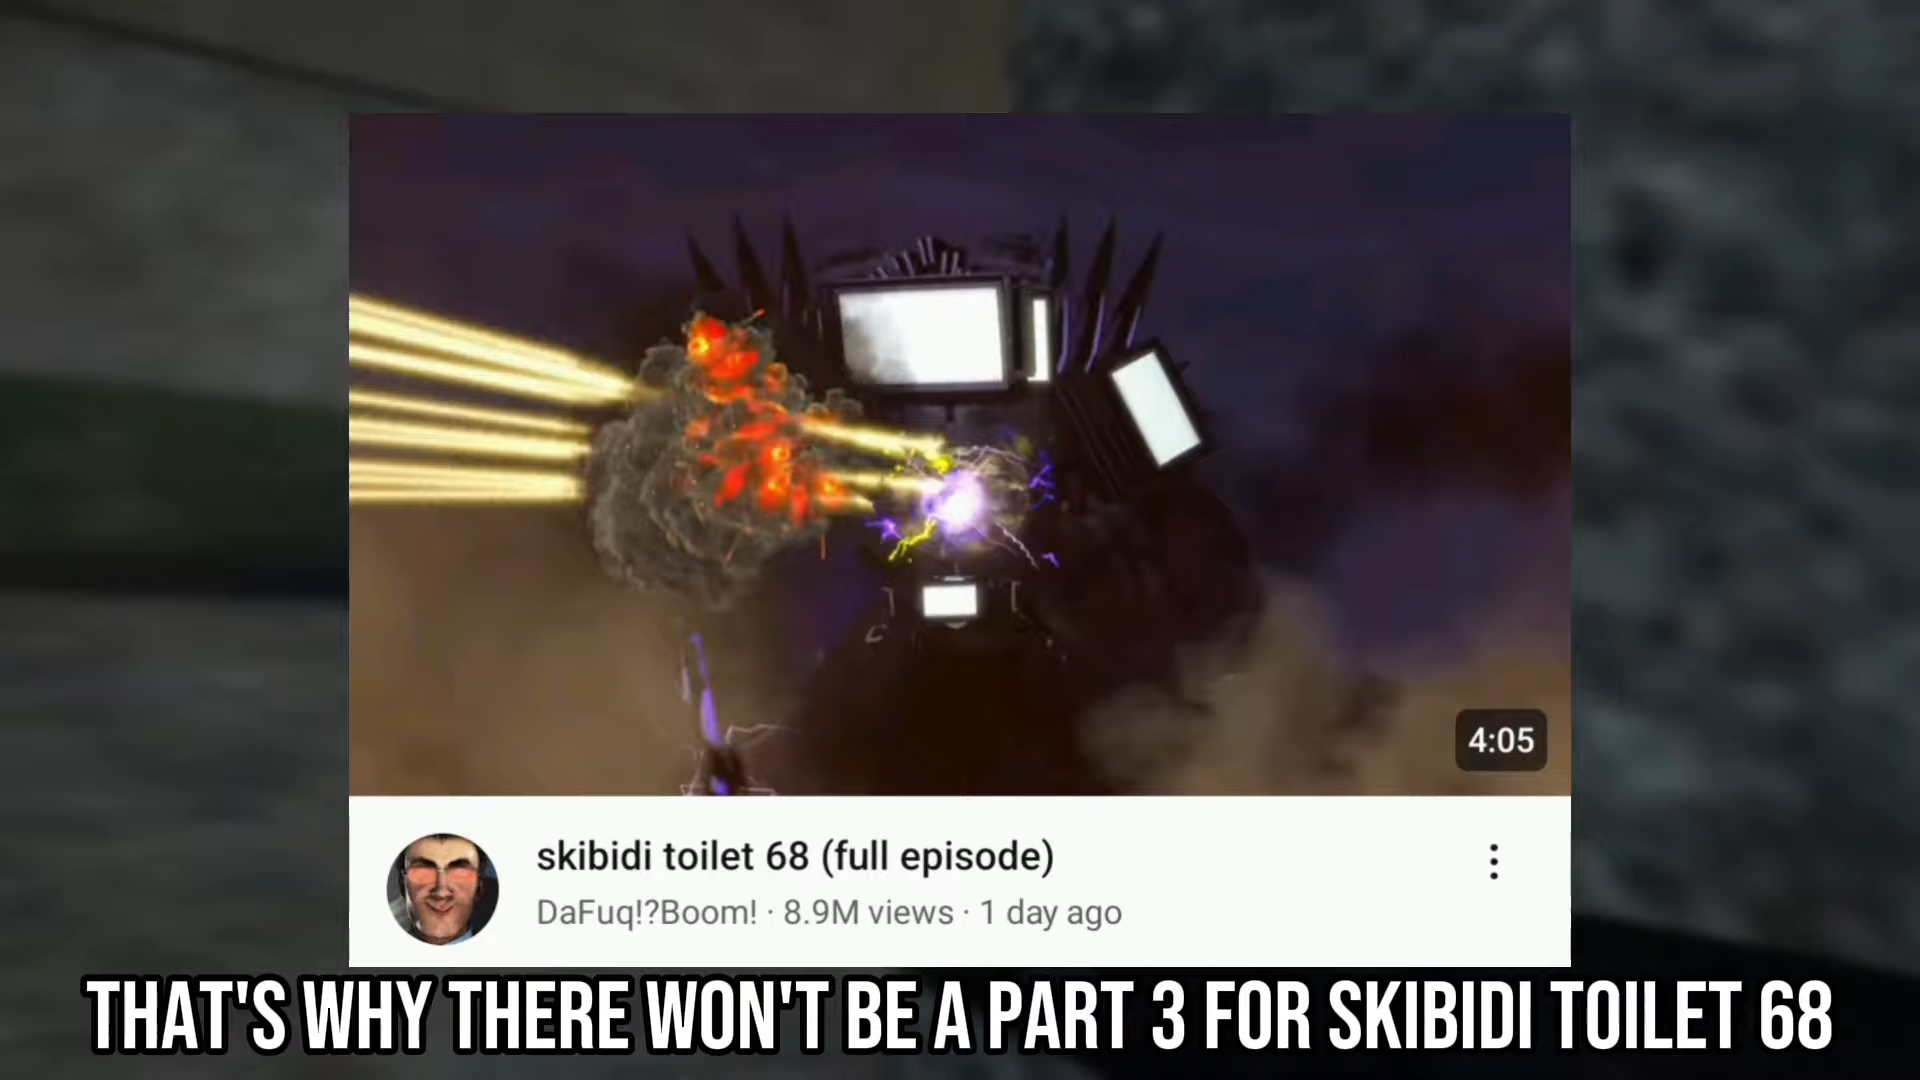 4:05
skibidi toilet 68 (full episode)
DaFuq!?Boom! · 8.9M views · 1 day ago
THAT'S WHY THERE WON'T BE A PART 3 FOR SKIBIDI TOILET 68